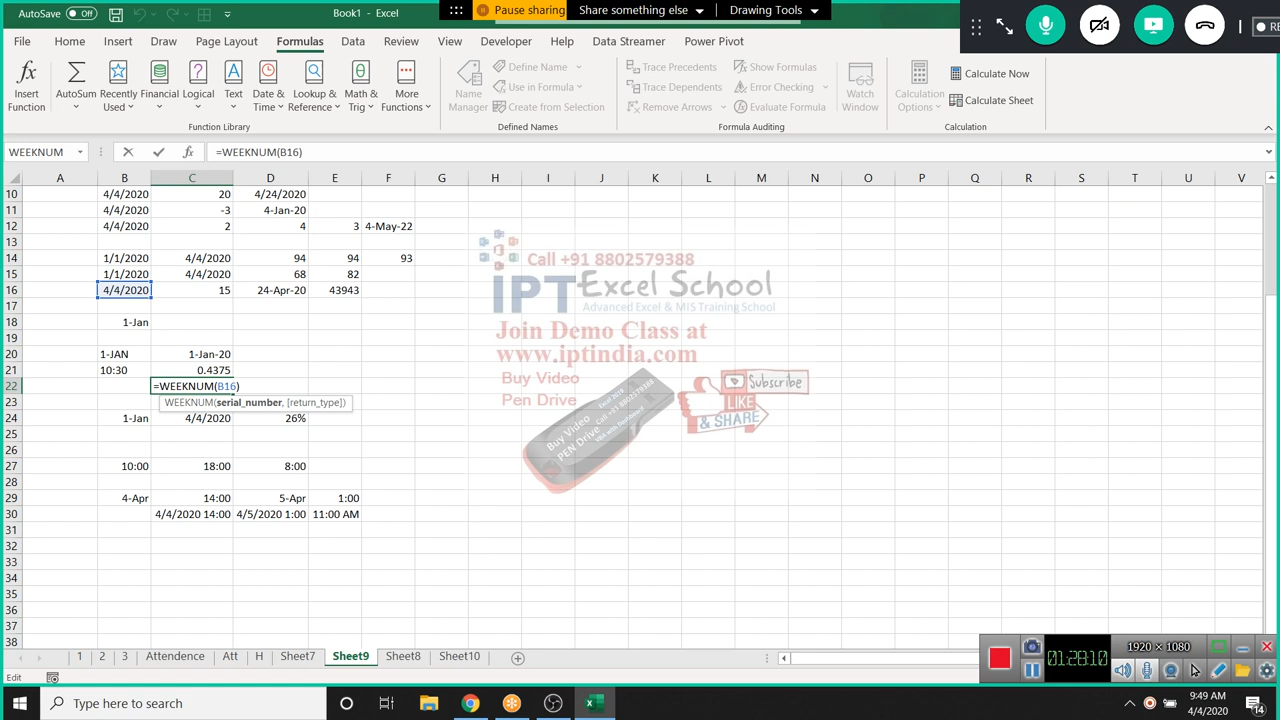 AutoSave Off Book1 - Excel Pause sharing Share something else Drawing Tools RE
File Home Insert Draw Page Layout Formulas Data Review View Developer Help Data Streamer Power Pivot
Insert Function AutoSum Recently Used Financial Logical Text Date & Time Lookup & Reference Math & Trig More Functions
Name Manager Define Name Use in Formula Create from Selection
Trace Precedents Trace Dependents Remove Arrows Show Formulas Error Checking Evaluate Formula Watch Window
Calculation Options Calculate Now Calculate Sheet
Function Library Defined Names Formula Auditing Calculation
WEEKNUM fx =WEEKNUM(B16)
A B C D E F G H I J K L M N O P Q R S T U V
10 4/4/2020 20 4/24/2020
11 4/4/2020 -3 4-Jan-20
12 4/4/2020 2 4 3 4-May-22
13
14 1/1/2020 4/4/2020 94 94 93
15 1/1/2020 4/4/2020 68 82
16 4/4/2020 15 24-Apr-20 43943
17
18 1-Jan
19
20 1-JAN 1-Jan-20
21 10:30 0.4375
22 =WEEKNUM(B16)
23 WEEKNUM(serial_number, [return_type])
24 1-Jan 4/4/2020 26%
25
26
27 10:00 18:00 8:00
28
29 4-Apr 14:00 5-Apr 1:00
30 4/4/2020 14:00 4/5/2020 1:00 11:00 AM
31
32
33
34
35
36
37
38
Call +91 8802579388
IPT Excel School
Advanced Excel & MIS Training School
Join Demo Class at
www.iptindia.com
Buy Video
Pen Drive
Subscribe
LIKE
& SHARE
Buy Video
PEN Drive
Call +91 8802579388
1 2 3 Attendence Att H Sheet7 Sheet9 Sheet8 Sheet10
01:28:10 1920 × 1080
Edit
Type here to search
9:49 AM
4/4/2020
14